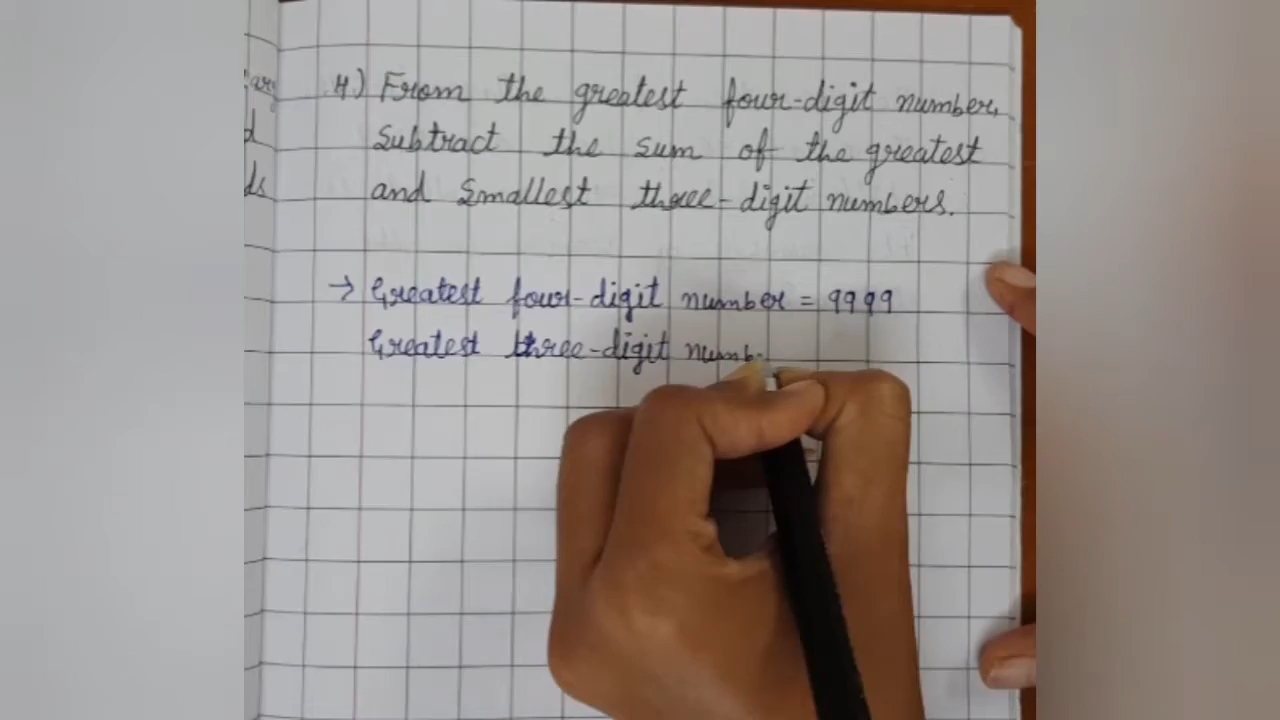 4) From the greatest four-digit number,
subtract the sum of the greatest
and smallest three-digit numbers.
→ Greatest four-digit number = 9999
Greatest three-digit numbe